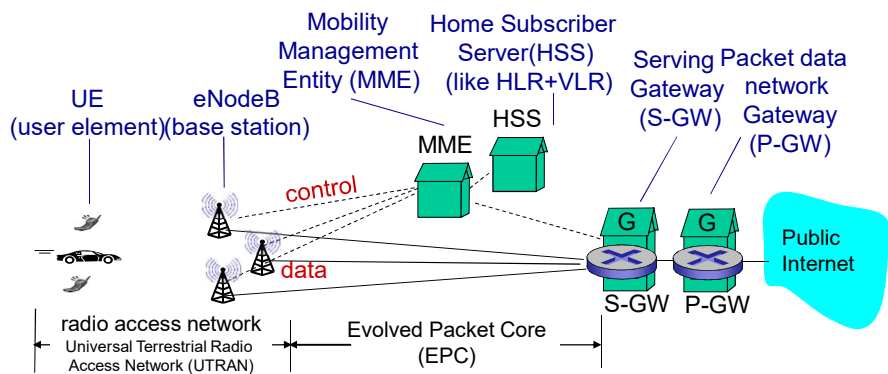 Mobility
Management
Entity (MME)
Home Subscriber
Server(HSS)
(like HLR+VLR)
Serving
Gateway
(S-GW)
Packet data
network
Gateway
(P-GW)
UE
(user element)
eNodeB
(base station)
MME
HSS
control
data
G
G
S-GW
P-GW
Public
Internet
radio access network
Universal Terrestrial Radio
Access Network (UTRAN)
Evolved Packet Core
(EPC)